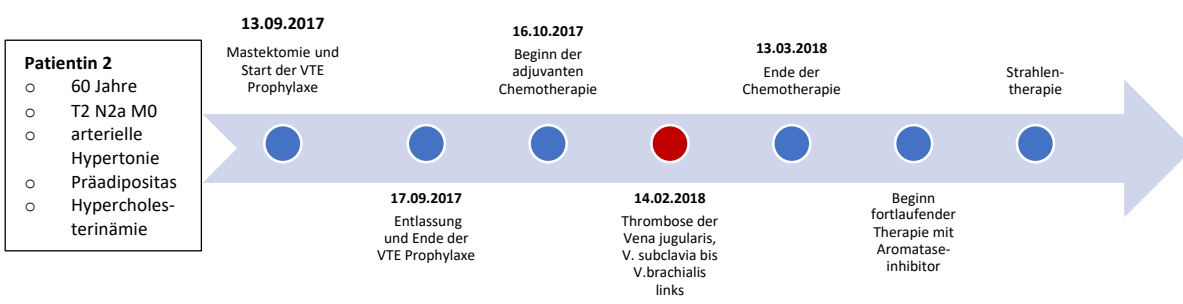 Patientin 2
o 60 Jahre
o T2 N2a M0
o arterielle
Hypertonie
o Präadipositas
o Hypercholes-
terinämie
13.09.2017
Mastektomie und
Start der VTE
Prophylaxe
17.09.2017
Entlassung
und Ende der
VTE Prophylaxe
16.10.2017
Beginn der
adjuvanten
Chemotherapie
14.02.2018
Thrombose der
Vena jugularis,
V. subclavia bis
V.brachialis
links
13.03.2018
Ende der
Chemotherapie
Beginn
fortlaufender
Therapie mit
Aromatase-
inhibitor
Strahlen-
therapie